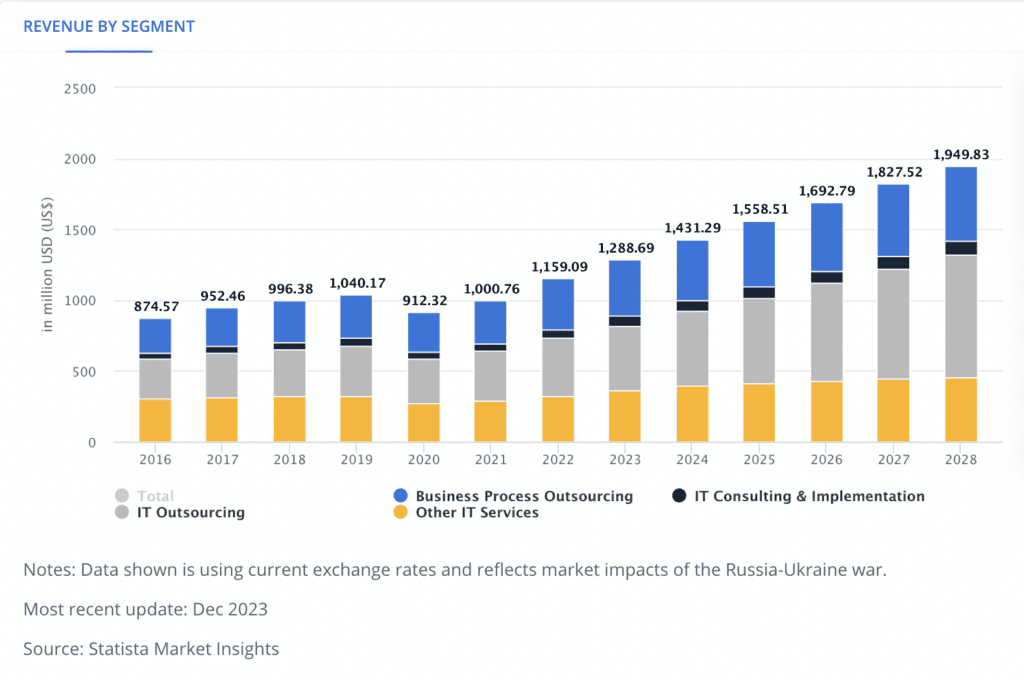 REVENUE BY SEGMENT
in million USD (US$)
2500
2000
1500
1000
500
0
874.57
952.46
996.38
1,040.17
912.32
1,000.76
1,159.09
1,288.69
1,431.29
1,558.51
1,692.79
1,827.52
1,949.83
2016 2017 2018 2019 2020 2021 2022 2023 2024 2025 2026 2027 2028
Total Business Process Outsourcing IT Consulting & Implementation
IT Outsourcing Other IT Services
Notes: Data shown is using current exchange rates and reflects market impacts of the Russia-Ukraine war.
Most recent update: Dec 2023
Source: Statista Market Insights